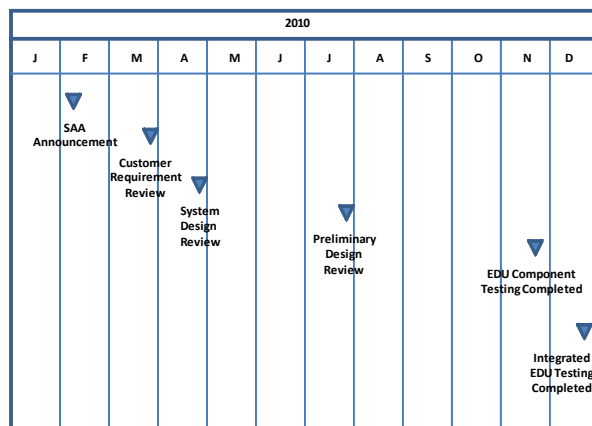 2010
J F M A M J J A S O N D
SAA
Announcement
Customer
Requirement
Review
System
Design
Review
Preliminary
Design
Review
EDU Component
Testing Completed
Integrated
EDU Testing
Completed